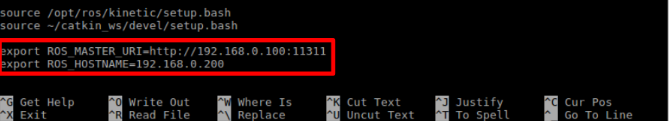 source /opt/ros/kinetic/setup.bash
source ~/catkin_ws/devel/setup.bash
export ROS_MASTER_URI=http://192.168.0.100:11311
export ROS_HOSTNAME=192.168.0.200
^G Get Help ^O Write Out ^W Where Is ^K Cut Text ^J Justify ^C Cur Pos
^X Exit ^R Read File ^\ Replace ^U Uncut Text ^T To Spell ^_ Go To Line